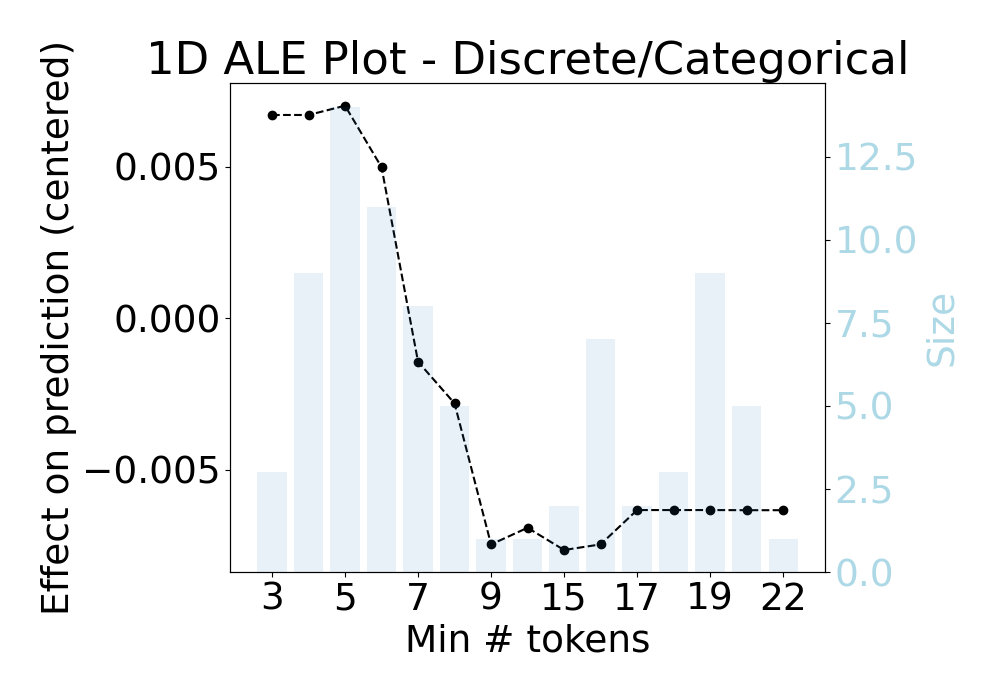 1D ALE Plot - Discrete/Categorical
Effect on prediction (centered)
0.005
0.000
−0.005
12.5
10.0
7.5
5.0
2.5
0.0
Size
3 5 7 9 15 17 19 22
Min # tokens